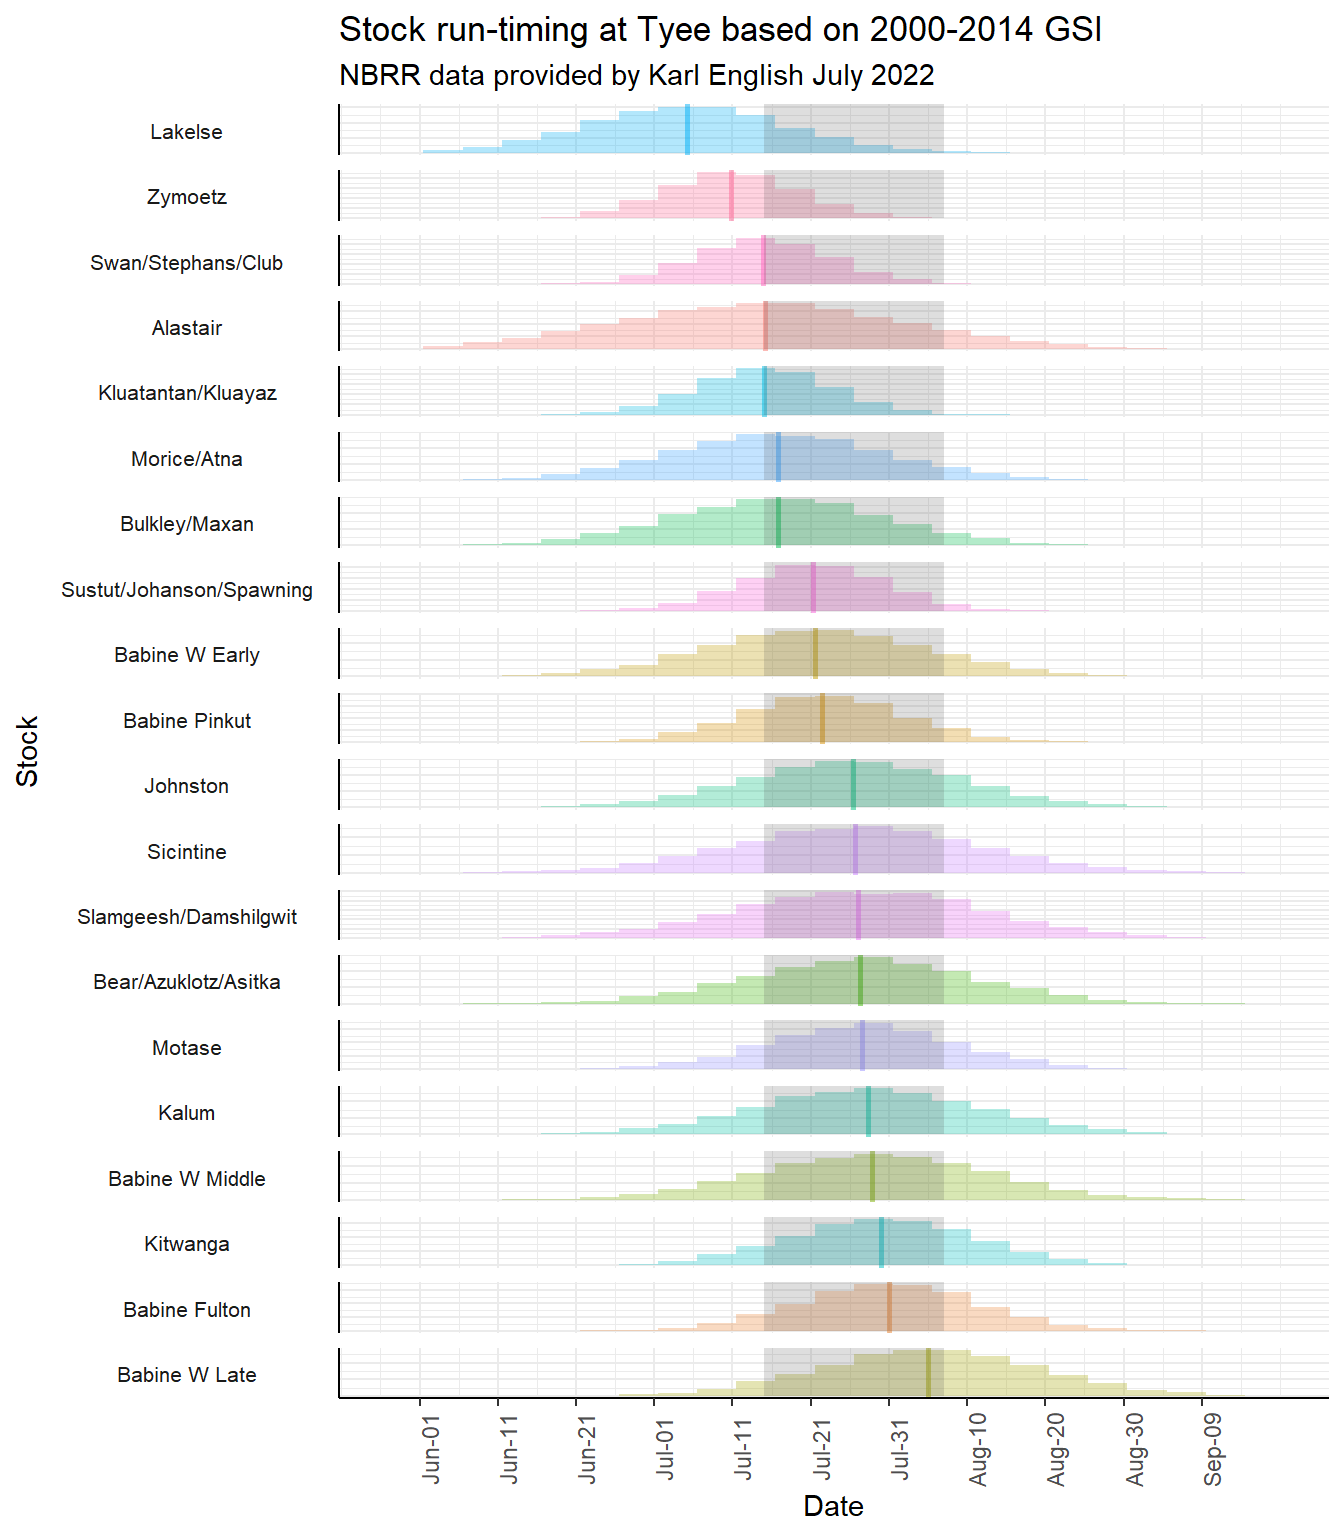 Stock run-timing at Tyee based on 2000-2014 GSI
NBRR data provided by Karl English July 2022
Lakelse
Zymoetz
Swan/Stephans/Club
Alastair
Kluatantan/Kluayaz
Morice/Atna
Bulkley/Maxan
Sustut/Johanson/Spawning
Babine W Early
Babine Pinkut
Johnston
Sicintine
Slamgeesh/Damshilgwit
Bear/Azuklotz/Asitka
Motase
Kalum
Babine W Middle
Kitwanga
Babine Fulton
Babine W Late
Stock
Jun-01
Jun-11
Jun-21
Jul-01
Jul-11
Jul-21
Jul-31
Aug-10
Aug-20
Aug-30
Sep-09
Date